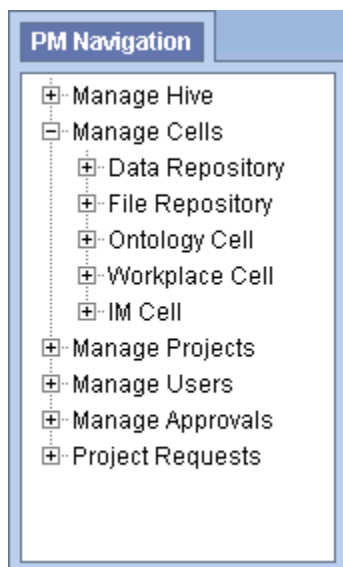 PM Navigation
Manage Hive
Manage Cells
Data Repository
File Repository
Ontology Cell
Workplace Cell
IM Cell
Manage Projects
Manage Users
Manage Approvals
Project Requests